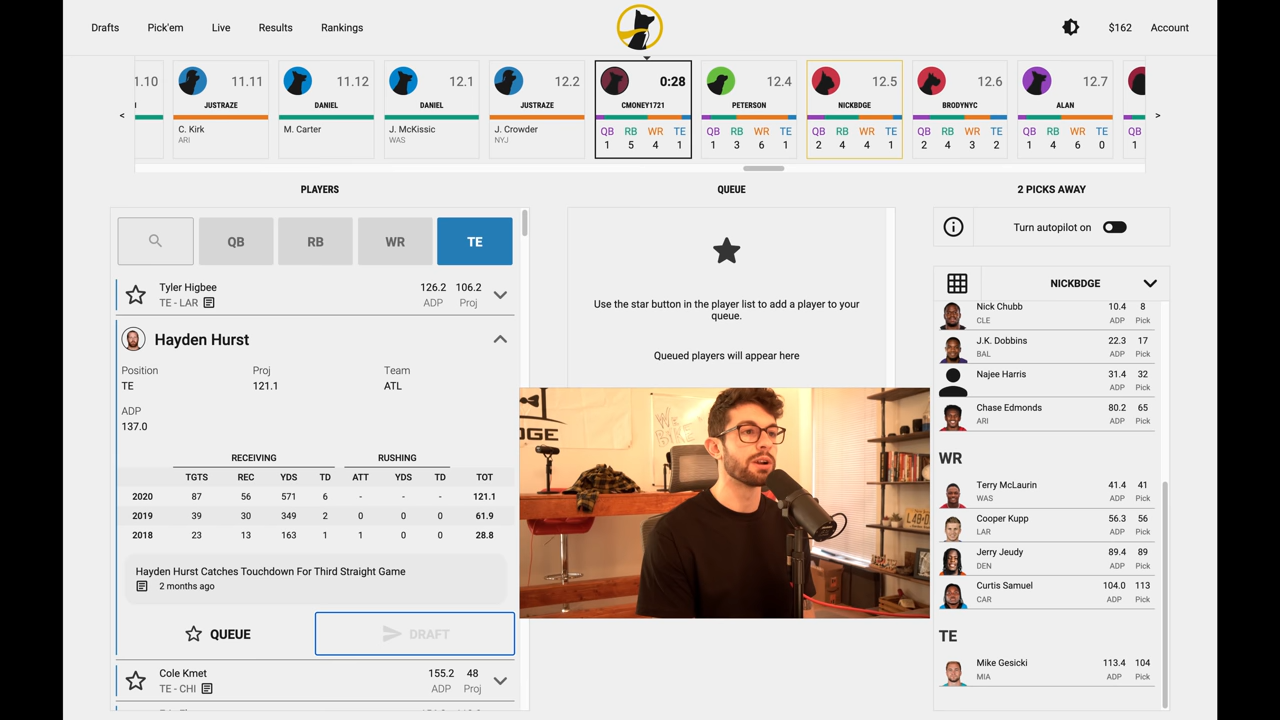 Drafts Pick'em Live Results Rankings $162 Account
1.10 11.11 11.12 12.1 12.2 0:28 12.4 12.5 12.6 12.7
JUSTRAZE DANIEL DANIEL JUSTRAZE CMONEY1721 PETERSON NICKBDGE BRODYNYC ALAN
C. Kirk M. Carter J. McKissic J. Crowder QB RB WR TE QB RB WR TE QB RB WR TE QB RB WR TE QB RB WR TE QB
ARI WAS NYJ 1 5 4 1 1 3 6 1 2 4 4 1 2 4 3 2 1 4 6 0 1
< >
PLAYERS QUEUE 2 PICKS AWAY
QB RB WR TE
Tyler Higbee 126.2 106.2
TE - LAR ADP Proj
Hayden Hurst
Position Proj Team
TE 121.1 ATL
ADP
137.0
RECEIVING RUSHING
TGTS REC YDS TD ATT YDS TD TOT
2020 87 56 571 6 - - - 121.1
2019 39 30 349 2 0 0 0 61.9
2018 23 13 163 1 1 0 0 28.8
Hayden Hurst Catches Touchdown For Third Straight Game
2 months ago
QUEUE DRAFT
Cole Kmet 155.2 48
TE - CHI ADP Proj
Use the star button in the player list to add a player to your
queue.
Queued players will appear here
Turn autopilot on
NICKBDGE
Nick Chubb 10.4 8
CLE ADP Pick
J.K. Dobbins 22.3 17
BAL ADP Pick
Najee Harris 31.4 32
ADP Pick
Chase Edmonds 80.2 65
ARI ADP Pick
WR
Terry McLaurin 41.4 41
WAS ADP Pick
Cooper Kupp 56.3 56
LAR ADP Pick
Jerry Jeudy 89.4 89
DEN ADP Pick
Curtis Samuel 104.0 113
CAR ADP Pick
TE
Mike Gesicki 113.4 104
MIA ADP Pick